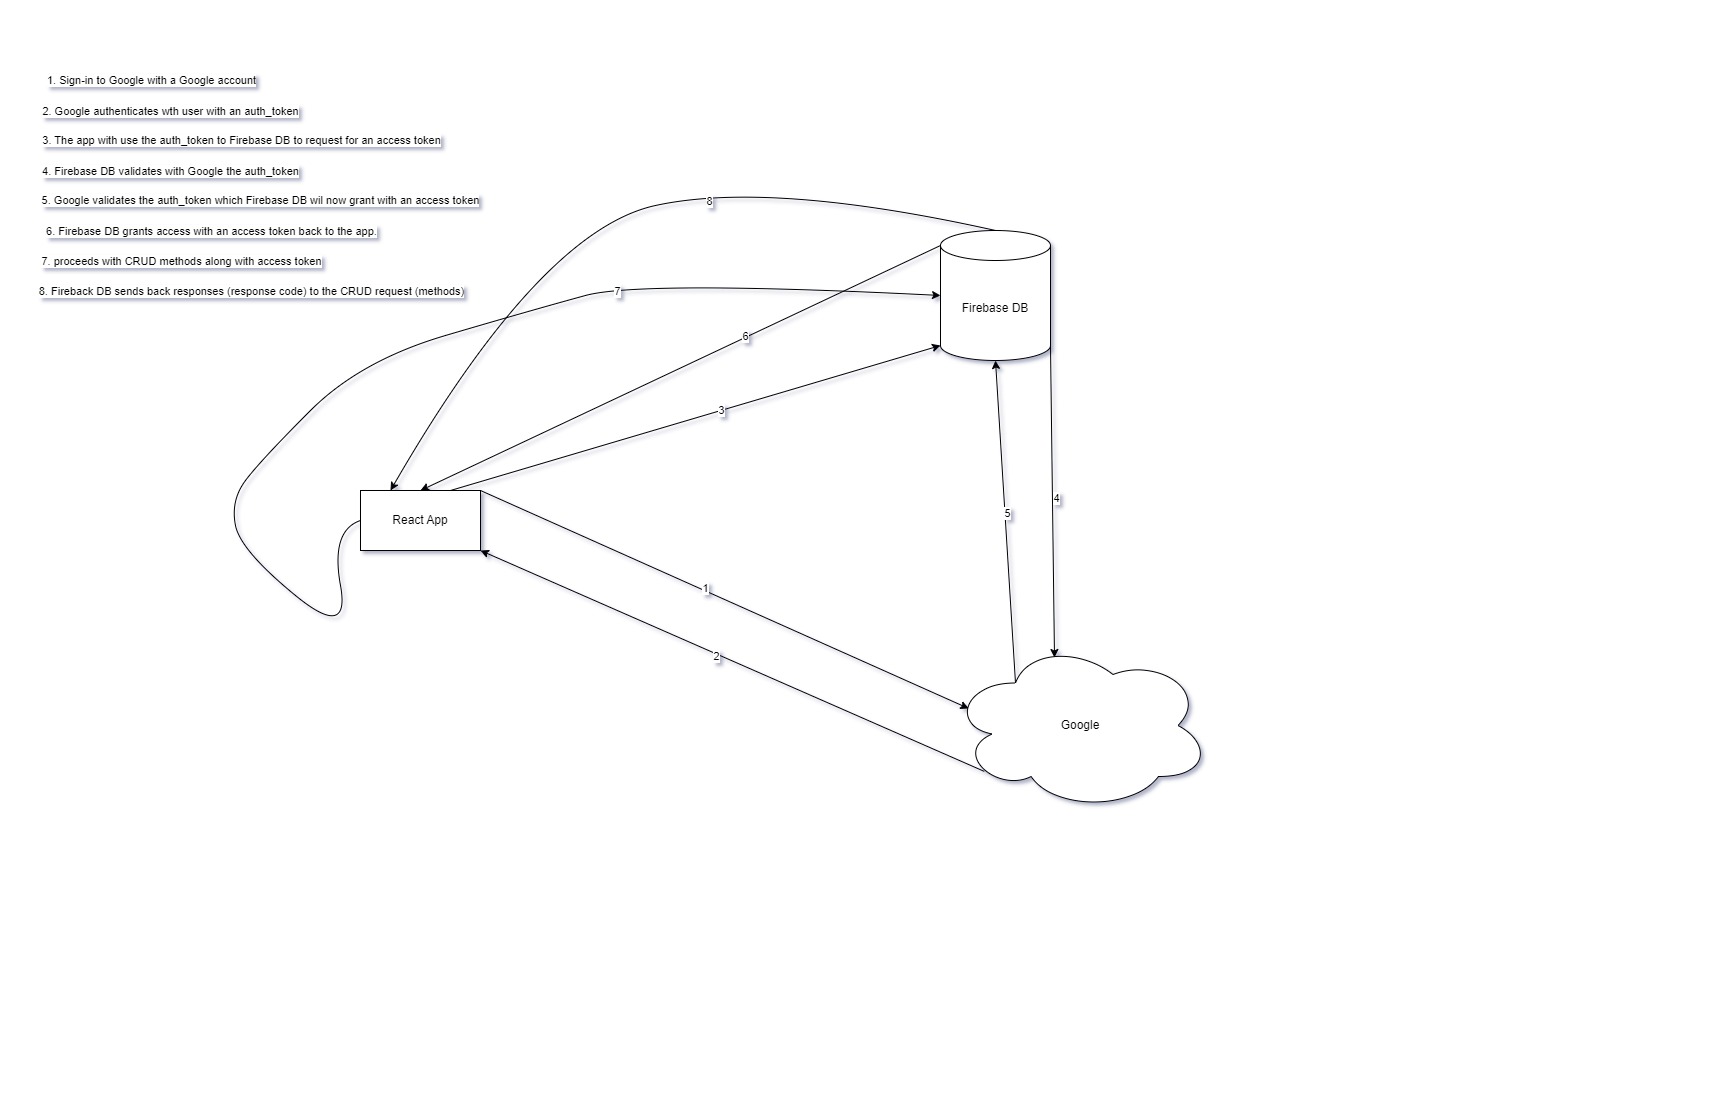 1. Sign-in to Google with a Google account
2. Google authenticates wth user with an auth_token
3. The app with use the auth_token to Firebase DB to request for an access token
4. Firebase DB validates with Google the auth_token
5. Google validates the auth_token which Firebase DB wil now grant with an access token
6. Firebase DB grants access with an access token back to the app.
7. proceeds with CRUD methods along with access token
8. Fireback DB sends back responses (response code) to the CRUD request (methods)
8
7
Firebase DB
6
3
4
5
React App
1
2
Google